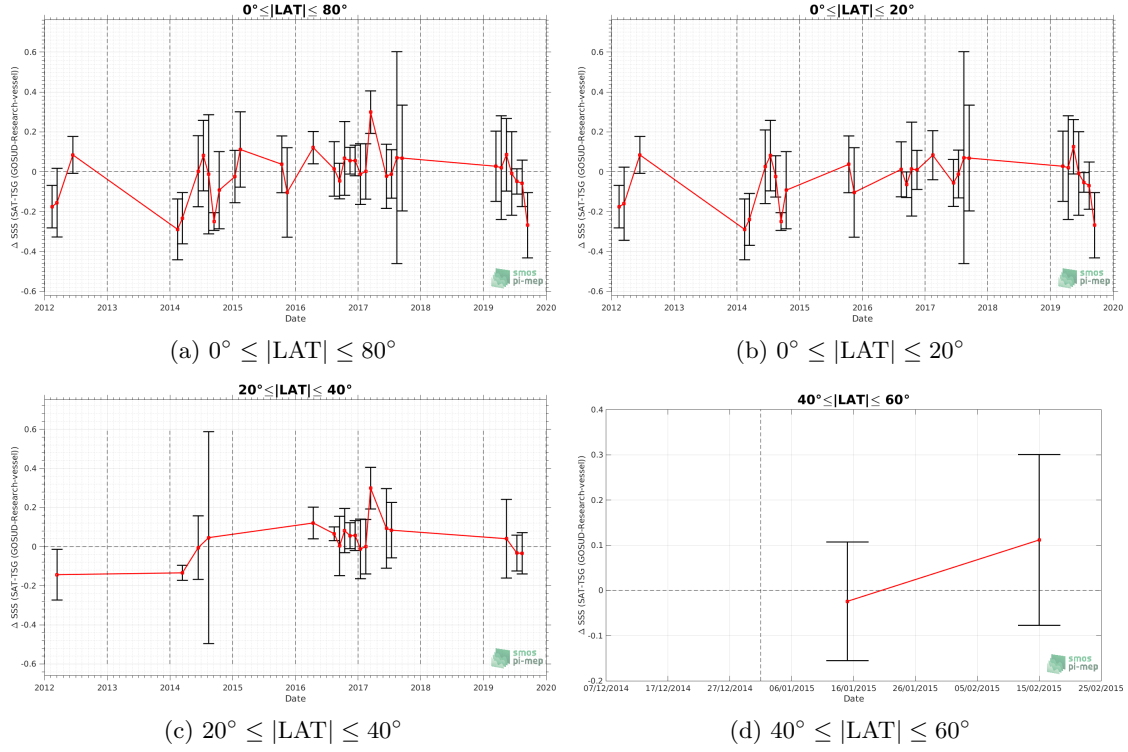 0°≤|LAT|≤ 80°
Δ SSS (SAT-TSG (GOSUD-Research-vessel))
0.6
0.4
0.2
0
-0.2
-0.4
-0.6
2012 2013 2014 2015 2016 2017 2018 2019 2020
Date
smos
pi-mep
(a) 0° ≤ |LAT| ≤ 80°
0°≤|LAT|≤ 20°
Δ SSS (SAT-TSG (GOSUD-Research-vessel))
0.6
0.4
0.2
0
-0.2
-0.4
-0.6
2012 2013 2014 2015 2016 2017 2018 2019 2020
Date
smos
pi-mep
(b) 0° ≤ |LAT| ≤ 20°
20°≤|LAT|≤ 40°
Δ SSS (SAT-TSG (GOSUD-Research-vessel))
0.6
0.4
0.2
0
-0.2
-0.4
-0.6
2012 2013 2014 2015 2016 2017 2018 2019 2020
Date
smos
pi-mep
(c) 20° ≤ |LAT| ≤ 40°
40°≤|LAT|≤ 60°
Δ SSS (SAT-TSG (GOSUD-Research-vessel))
0.4
0.3
0.2
0.1
0
-0.1
-0.2
07/12/2014 17/12/2014 27/12/2014 06/01/2015 16/01/2015 26/01/2015 05/02/2015 15/02/2015 25/02/2015
Date
smos
pi-mep
(d) 40° ≤ |LAT| ≤ 60°